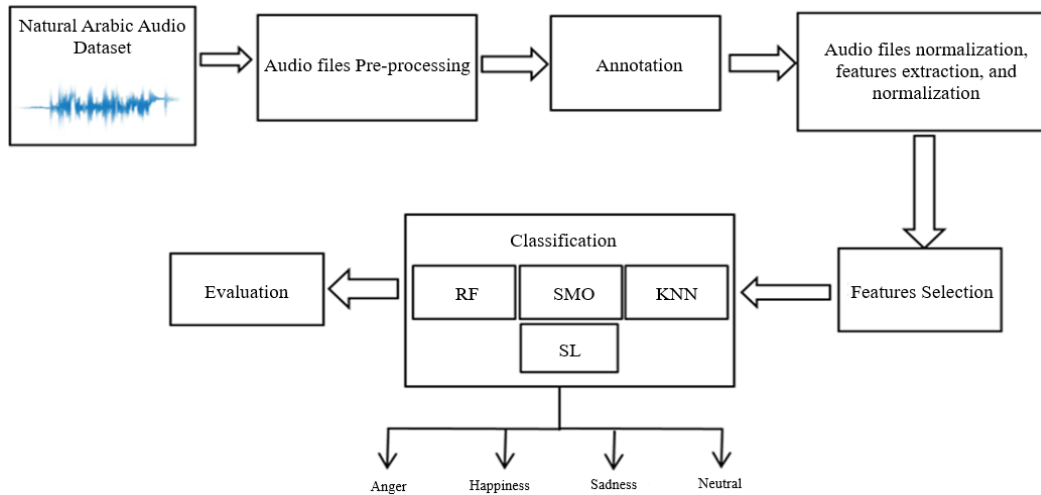 Natural Arabic Audio
Dataset
Audio files Pre-processing
Annotation
Audio files normalization,
features extraction, and
normalization
Features Selection
Classification
RF
SMO
KNN
SL
Evaluation
Anger
Happiness
Sadness
Neutral